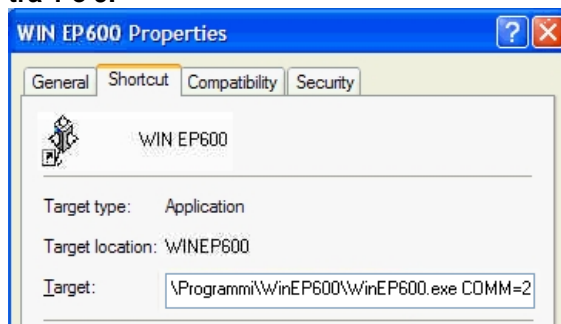 WIN EP600 Properties
General Shortcut Compatibility Security
WIN EP600
Target type: Application
Target location: WINEP600
Target: \Programmi\WinEP600\WinEP600.exe COMM=2